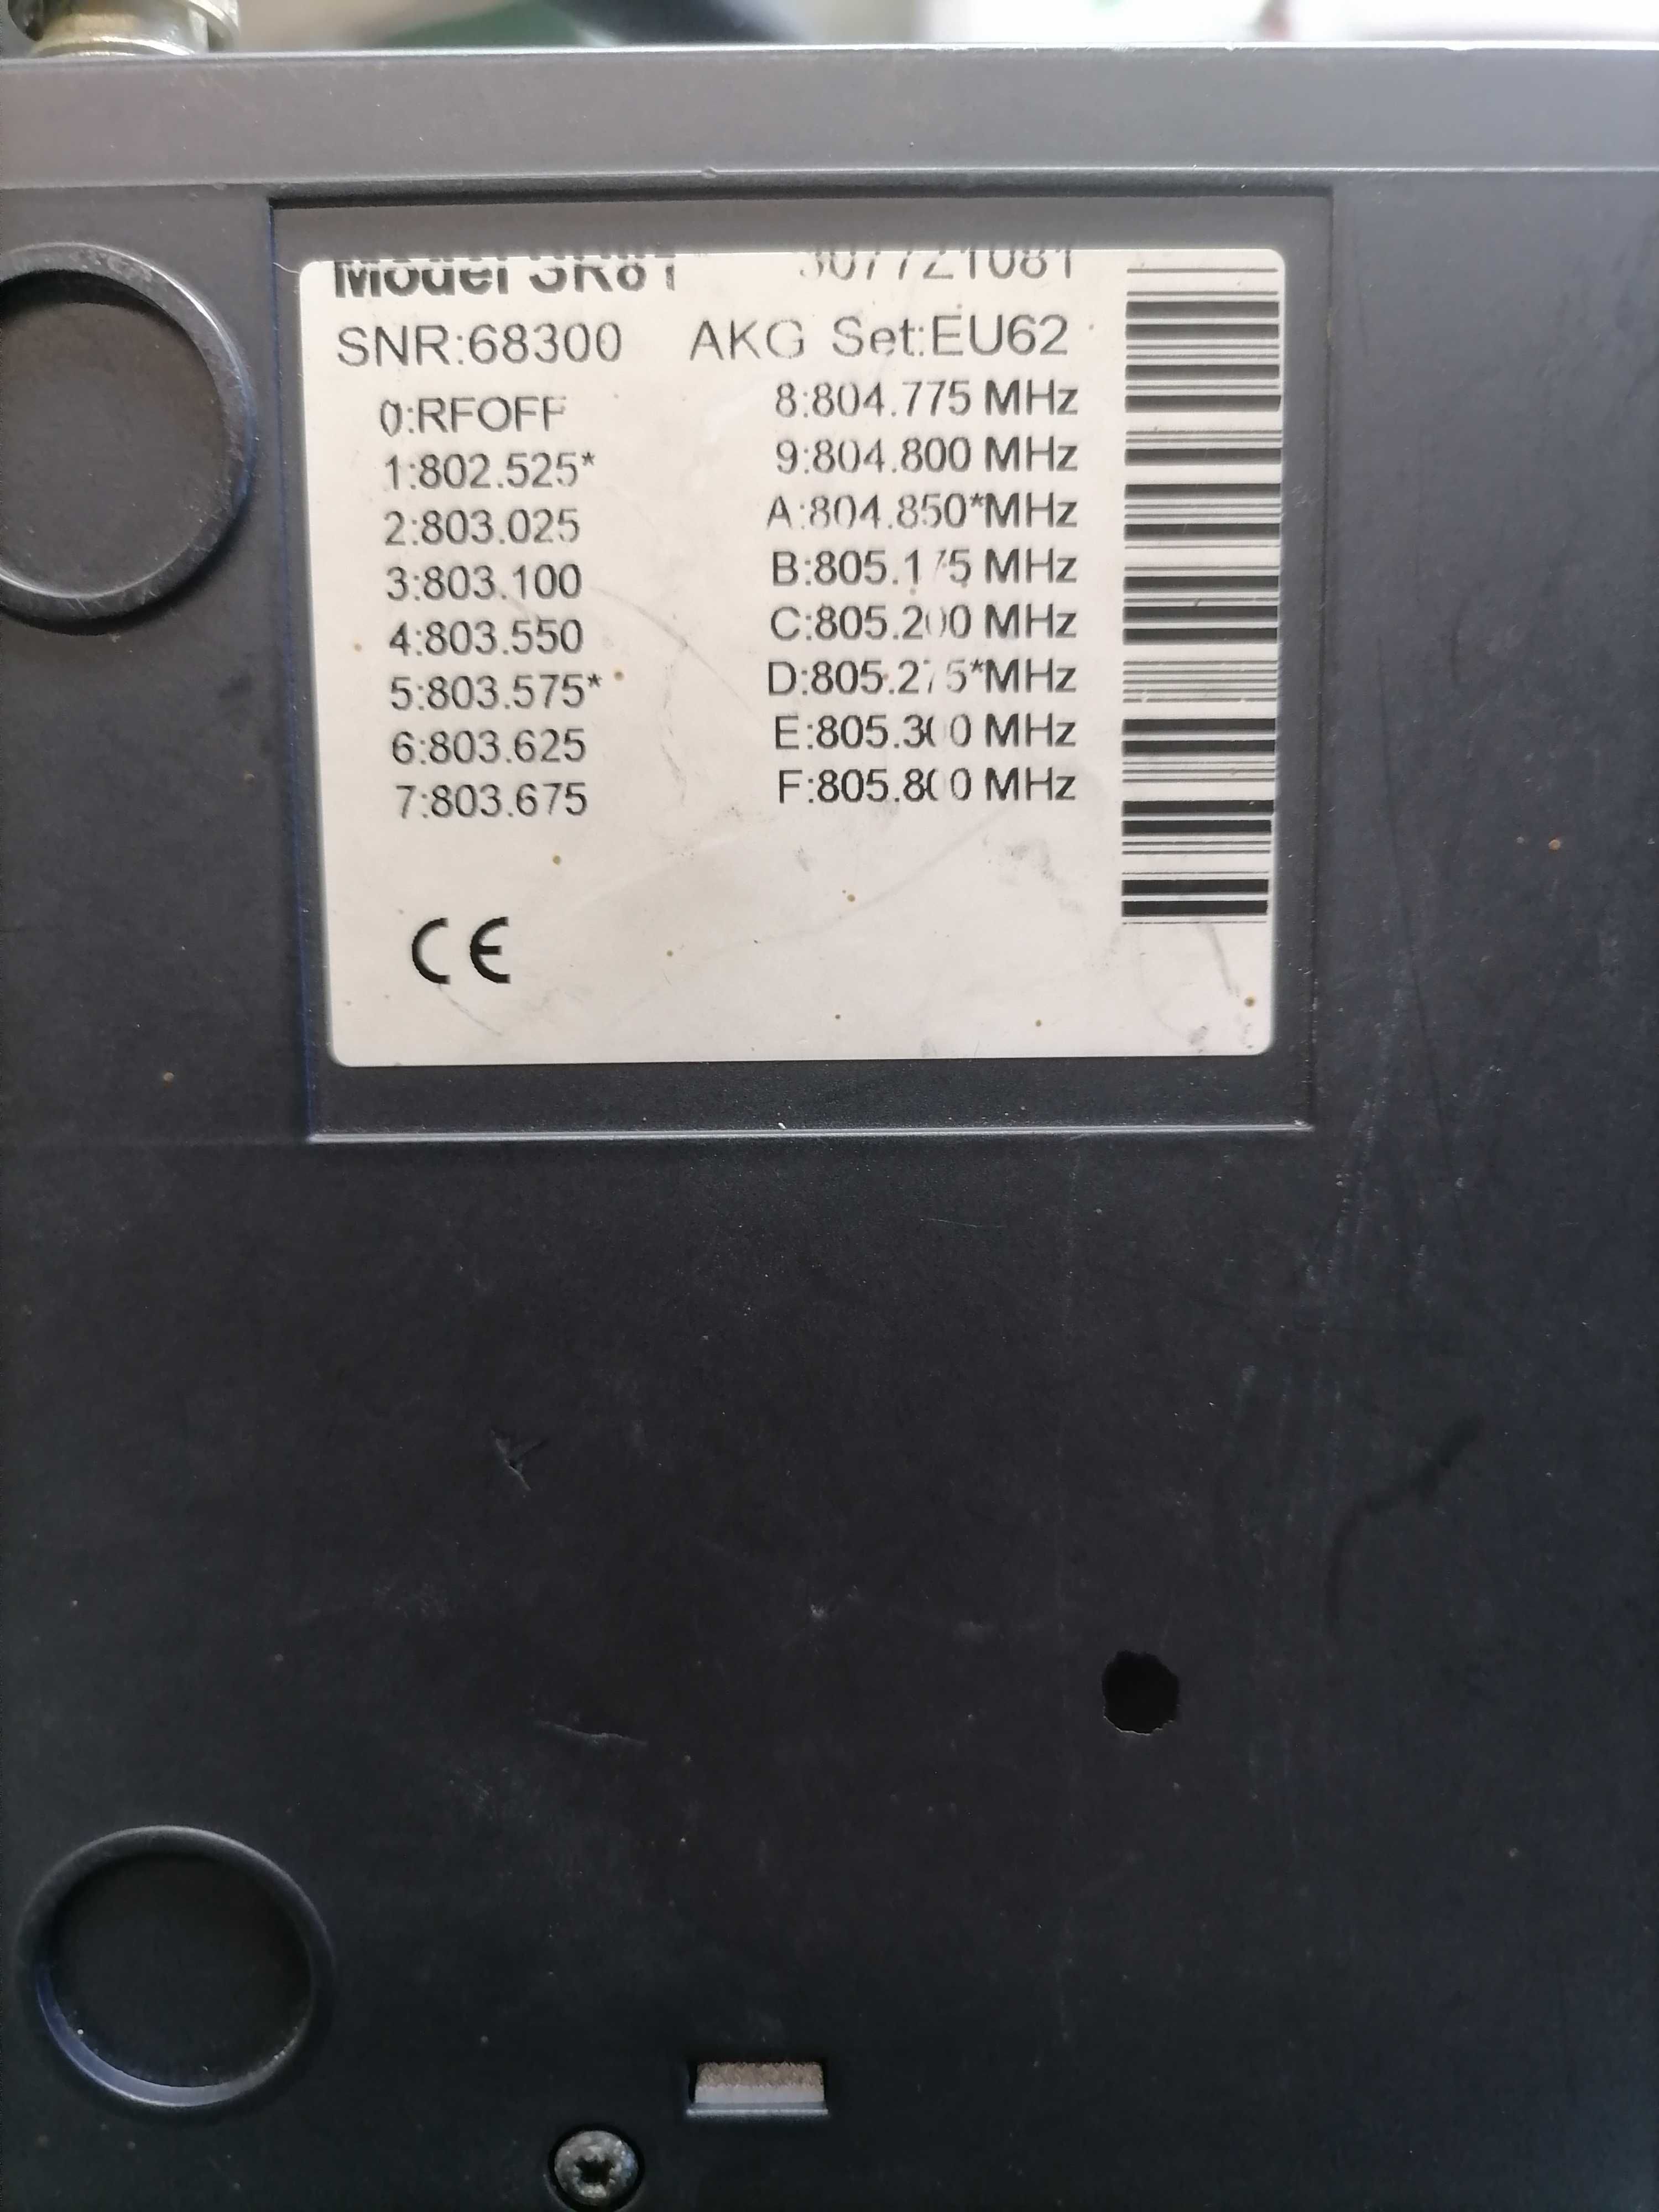 Model SR81 307721081
SNR:68300 AKG Set:EU62
0:RFOFF 8:804.775 MHz
1:802.525* 9:804.800 MHz
2:803.025 A:804.850*MHz
3:803.100 B:805.175 MHz
4:803.550 C:805.200 MHz
5:803.575* D:805.275*MHz
6:803.625 E:805.300 MHz
7:803.675 F:805.800 MHz
CE